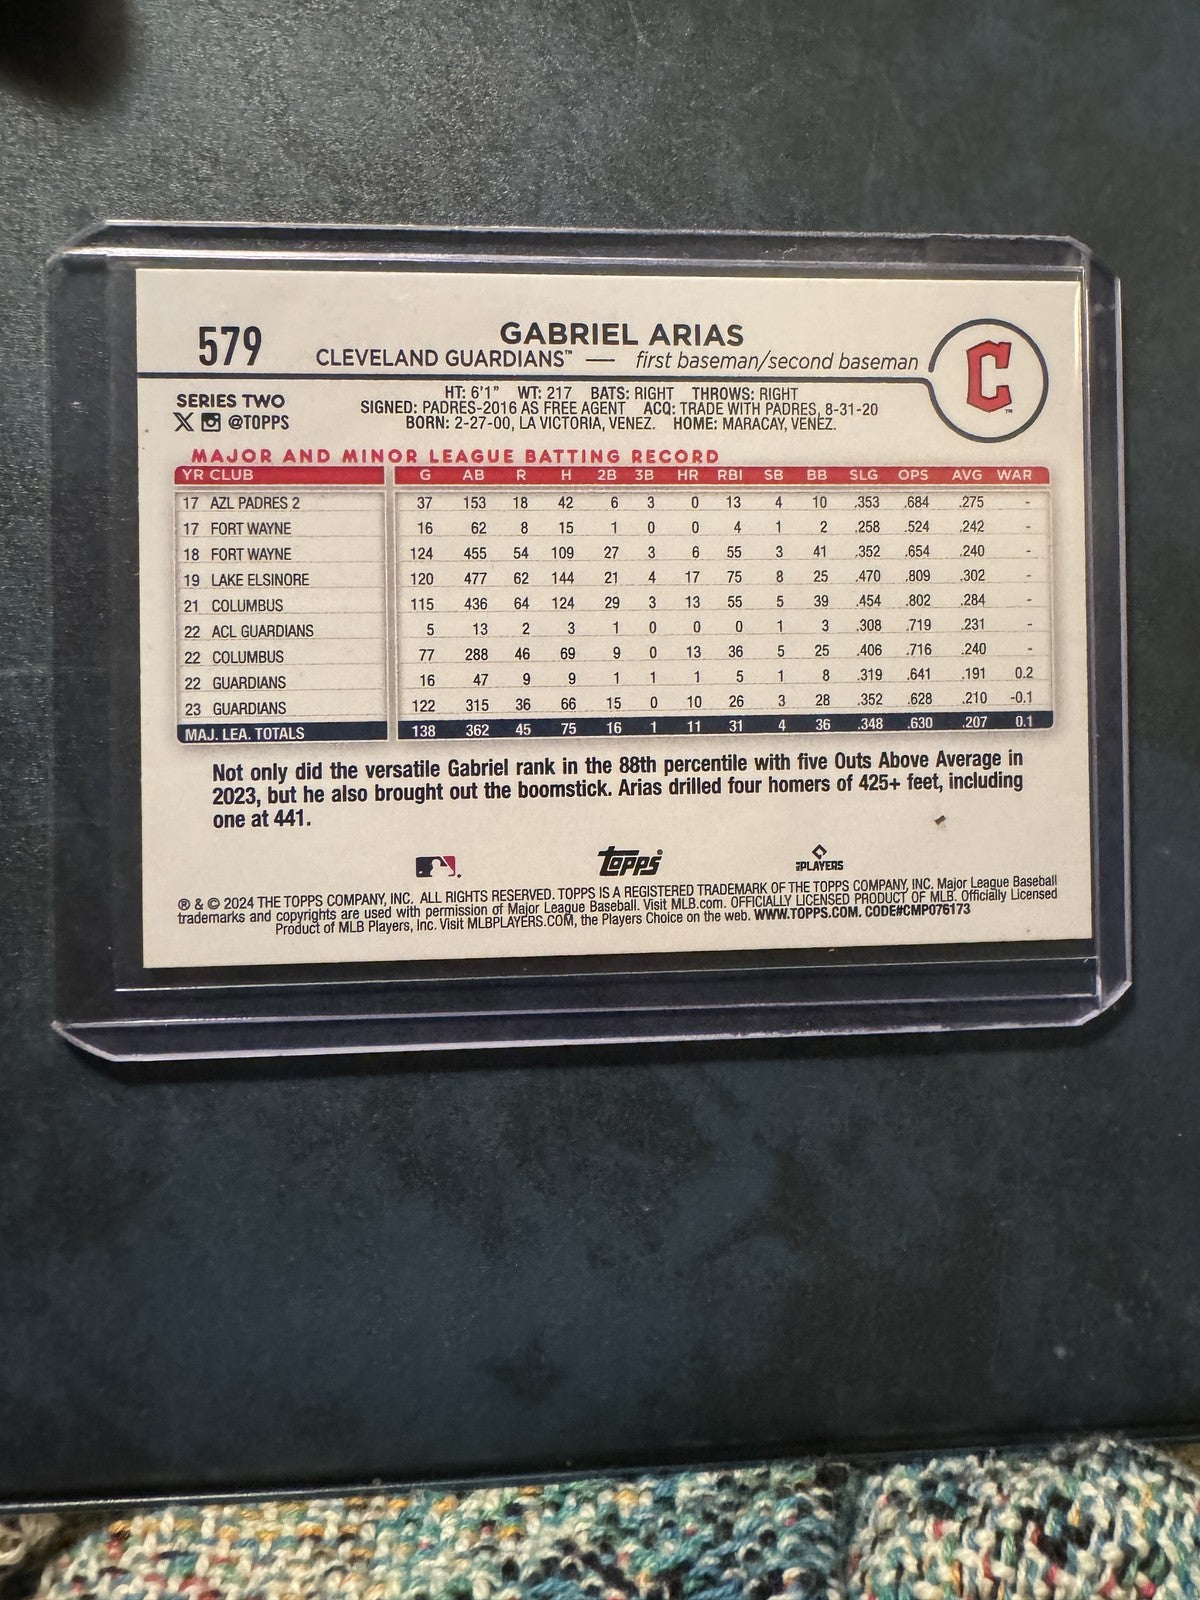 579
GABRIEL ARIAS
CLEVELAND GUARDIANS™ — first baseman/second baseman
C™
SERIES TWO
X @TOPPS
HT: 6'1" WT: 217 BATS: RIGHT THROWS: RIGHT
SIGNED: PADRES-2016 AS FREE AGENT ACQ: TRADE WITH PADRES, 8-31-20
BORN: 2-27-00, LA VICTORIA, VENEZ. HOME: MARACAY, VENEZ.
MAJOR AND MINOR LEAGUE BATTING RECORD
YR CLUB G AB R H 2B 3B HR RBI SB BB SLG OPS AVG WAR
17 AZL PADRES 2 37 153 18 42 6 3 0 13 4 10 .353 .684 .275 -
17 FORT WAYNE 16 62 8 15 1 0 0 4 1 2 .258 .524 .242 -
18 FORT WAYNE 124 455 54 109 27 3 6 55 3 41 .352 .654 .240 -
19 LAKE ELSINORE 120 477 62 144 21 4 17 75 8 25 .470 .809 .302 -
21 COLUMBUS 115 436 64 124 29 3 13 55 5 39 .454 .802 .284 -
22 ACL GUARDIANS 5 13 2 3 1 0 0 0 1 3 .308 .719 .231 -
22 COLUMBUS 77 288 46 69 9 0 13 36 5 25 .406 .716 .240 -
22 GUARDIANS 16 47 9 9 1 1 1 5 1 8 .319 .641 .191 0.2
23 GUARDIANS 122 315 36 66 15 0 10 26 3 28 .352 .628 .210 -0.1
MAJ. LEA. TOTALS 138 362 45 75 16 1 11 31 4 36 .348 .630 .207 0.1
Not only did the versatile Gabriel rank in the 88th percentile with five Outs Above Average in
2023, but he also brought out the boomstick. Arias drilled four homers of 425+ feet, including
one at 441.
Topps PLAYERS
® & © 2024 THE TOPPS COMPANY, INC. ALL RIGHTS RESERVED. TOPPS IS A REGISTERED TRADEMARK OF THE TOPPS COMPANY, INC. Major League Baseball
trademarks and copyrights are used with permission of Major League Baseball. Visit MLB.com. OFFICIALLY LICENSED PRODUCT OF MLB. Officially Licensed
Product of MLB Players, Inc. Visit MLBPLAYERS.COM, the Players Choice on the web. WWW.TOPPS.COM. CODE#CMP076173